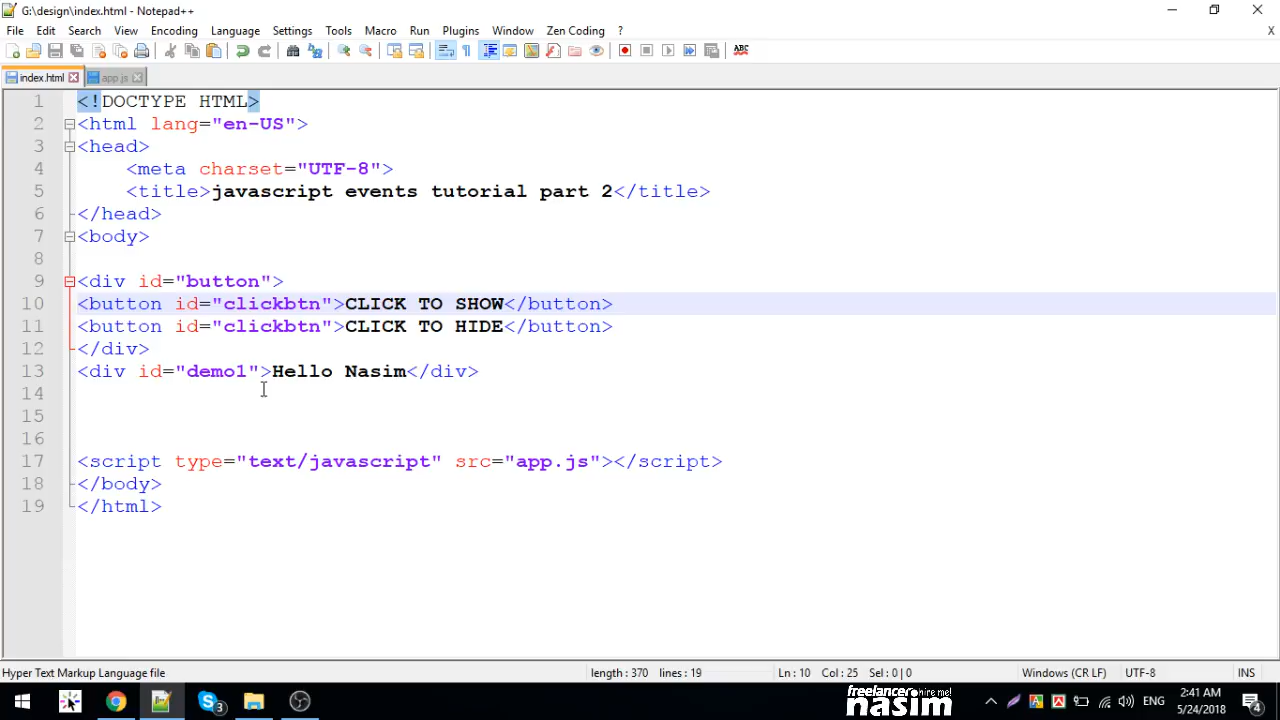 G:\design\index.html - Notepad++
File Edit Search View Encoding Language Settings Tools Macro Run Plugins Window Zen Coding ? X
ABC
index.html app.js
1 <!DOCTYPE HTML>
2 <html lang="en-US">
3 <head>
4 <meta charset="UTF-8">
5 <title>javascript events tutorial part 2</title>
6 </head>
7 <body>
8
9 <div id="button">
10 <button id="clickbtn">CLICK TO SHOW</button>
11 <button id="clickbtn">CLICK TO HIDE</button>
12 </div>
13 <div id="demo1">Hello Nasim</div>
14
15
16
17 <script type="text/javascript" src="app.js"></script>
18 </body>
19 </html>
Hyper Text Markup Language file length : 370 lines : 19 Ln : 10 Col : 25 Sel : 0 | 0 Windows (CR LF) UTF-8 INS
3 freelancer hire me! ENG 2:41 AM 4
nasim 5/24/2018